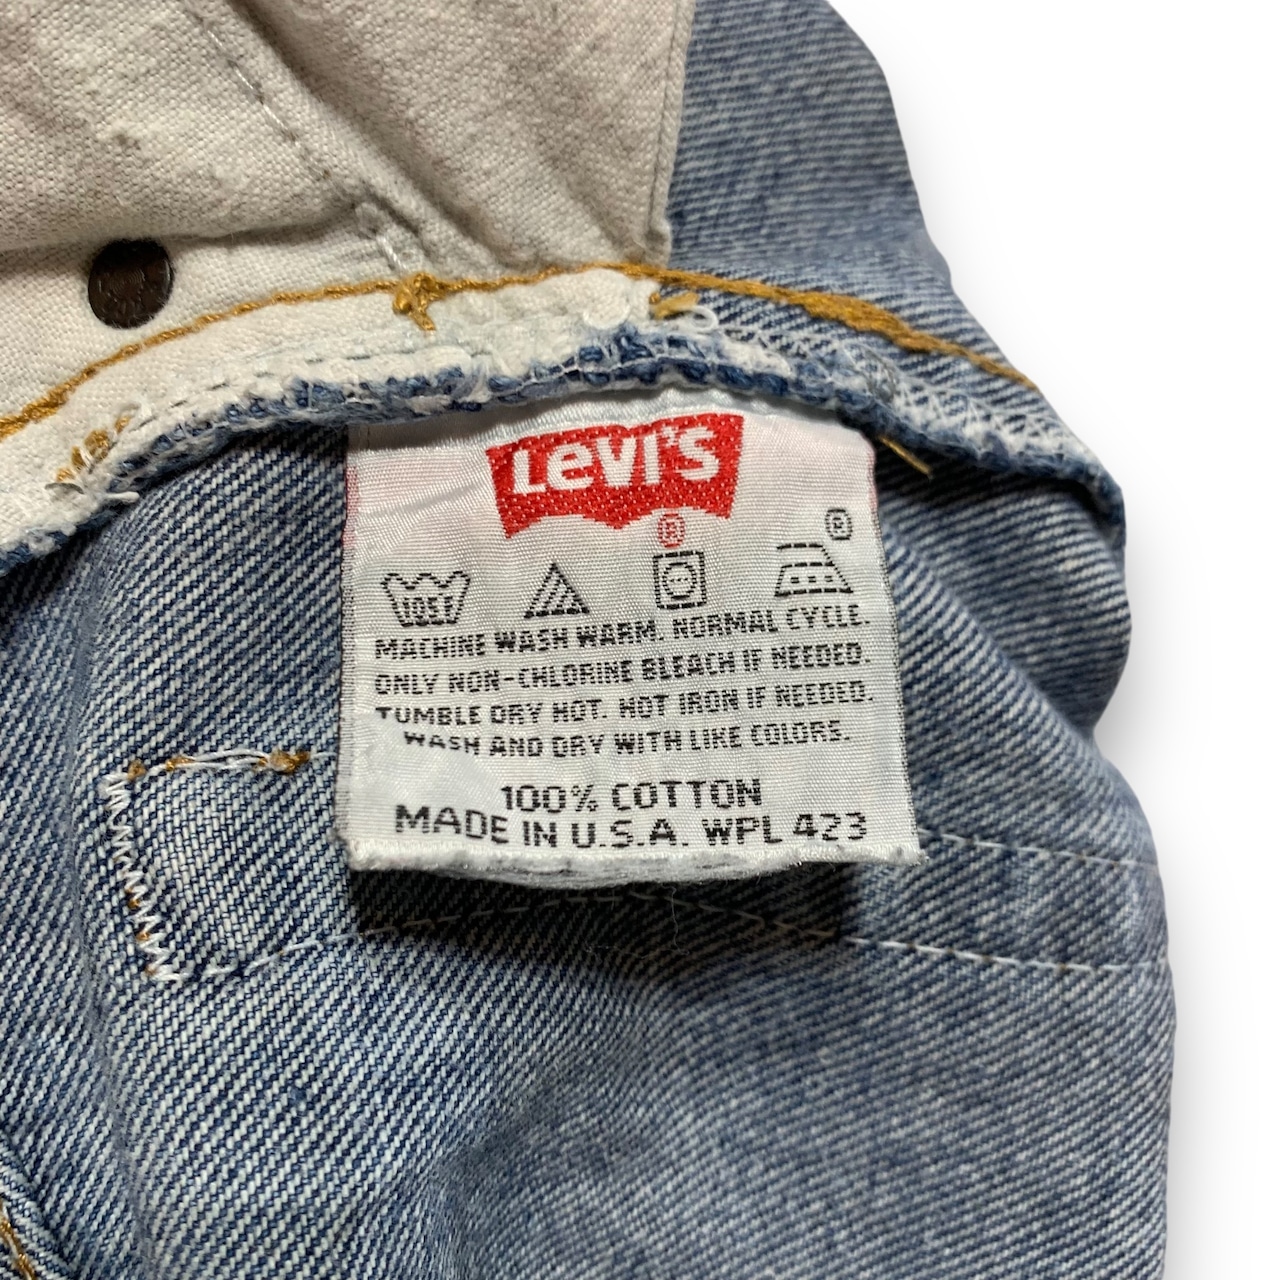 LEVI'S
®
®
105F
MACHINE WASH WARM. NORMAL CYCLE.
ONLY NON-CHLORINE BLEACH IF NEEDED.
TUMBLE DRY HOT. HOT IRON IF NEEDED.
WASH AND DRY WITH LIKE COLORS.
100% COTTON
MADE IN U.S.A. WPL 423